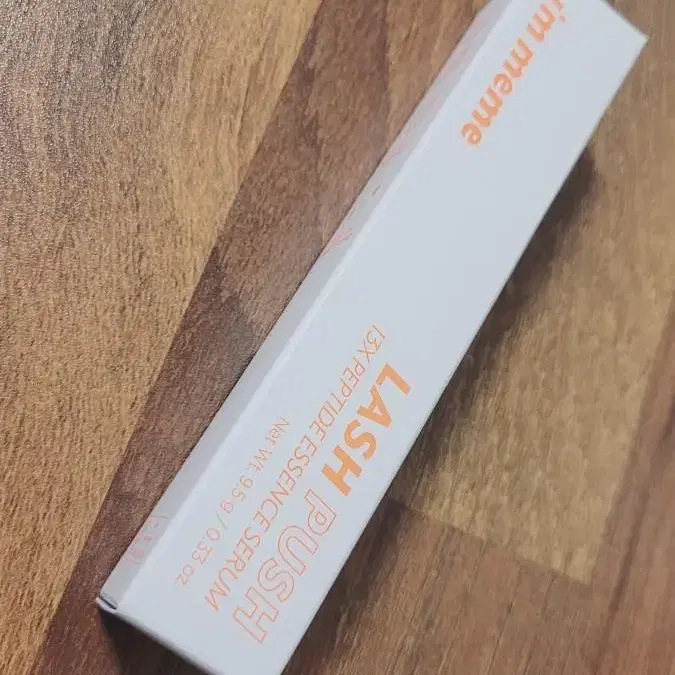 i'm meme
LASH PUSH
13X PEPTIDE ESSENCE SERUM
Net Wt. 9.5 g / 0.33 oz